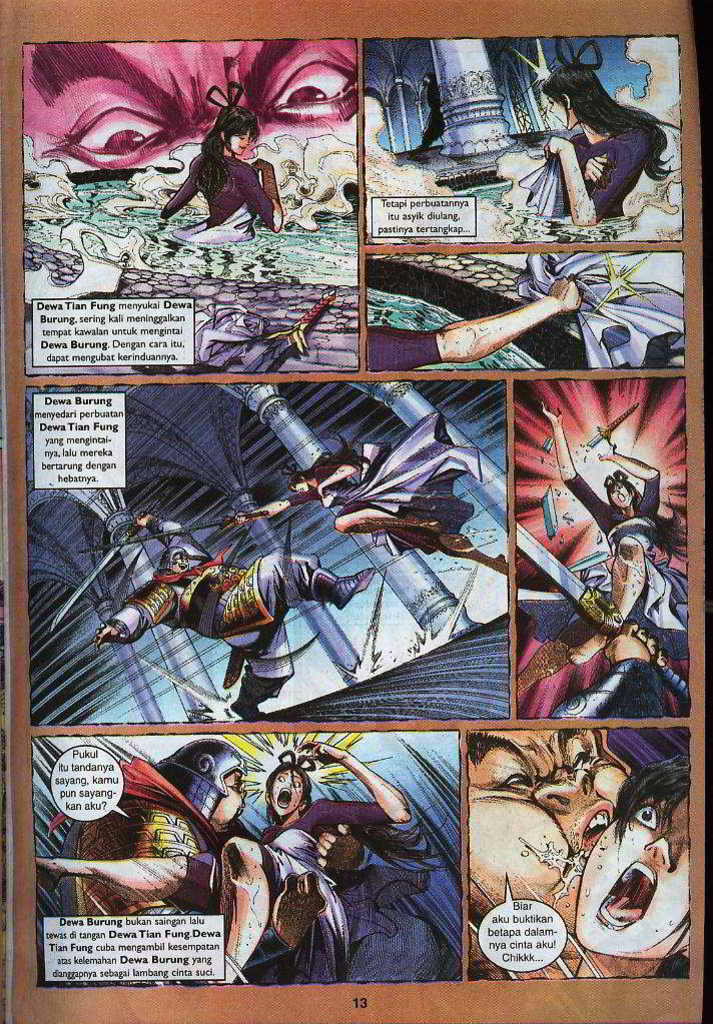 Dewa Tian Fung menyukai Dewa
Burung, sering kali meninggalkan
tempat kawalan untuk mengintai
Dewa Burung. Dengan cara itu,
dapat mengubat kerinduannya.
Tetapi perbuatannya
itu asyik diulang,
pastinya tertangkap...
Dewa Burung
menyedari perbuatan
Dewa Tian Fung
yang mengintai-
nya, lalu mereka
bertarung dengan
hebatnya.
Pukul
itu tandanya
sayang, kamu
pun sayang-
kan aku?
Dewa Burung bukan saingan lalu
tewas di tangan Dewa Tian Fung.Dewa
Tian Fung cuba mengambil kesempatan
atas kelemahan Dewa Burung yang
danggapnya sebagai lambang cinta suci.
Biar
aku buktikan
betapa dalam-
nya cinta aku!
Chikkk...
13